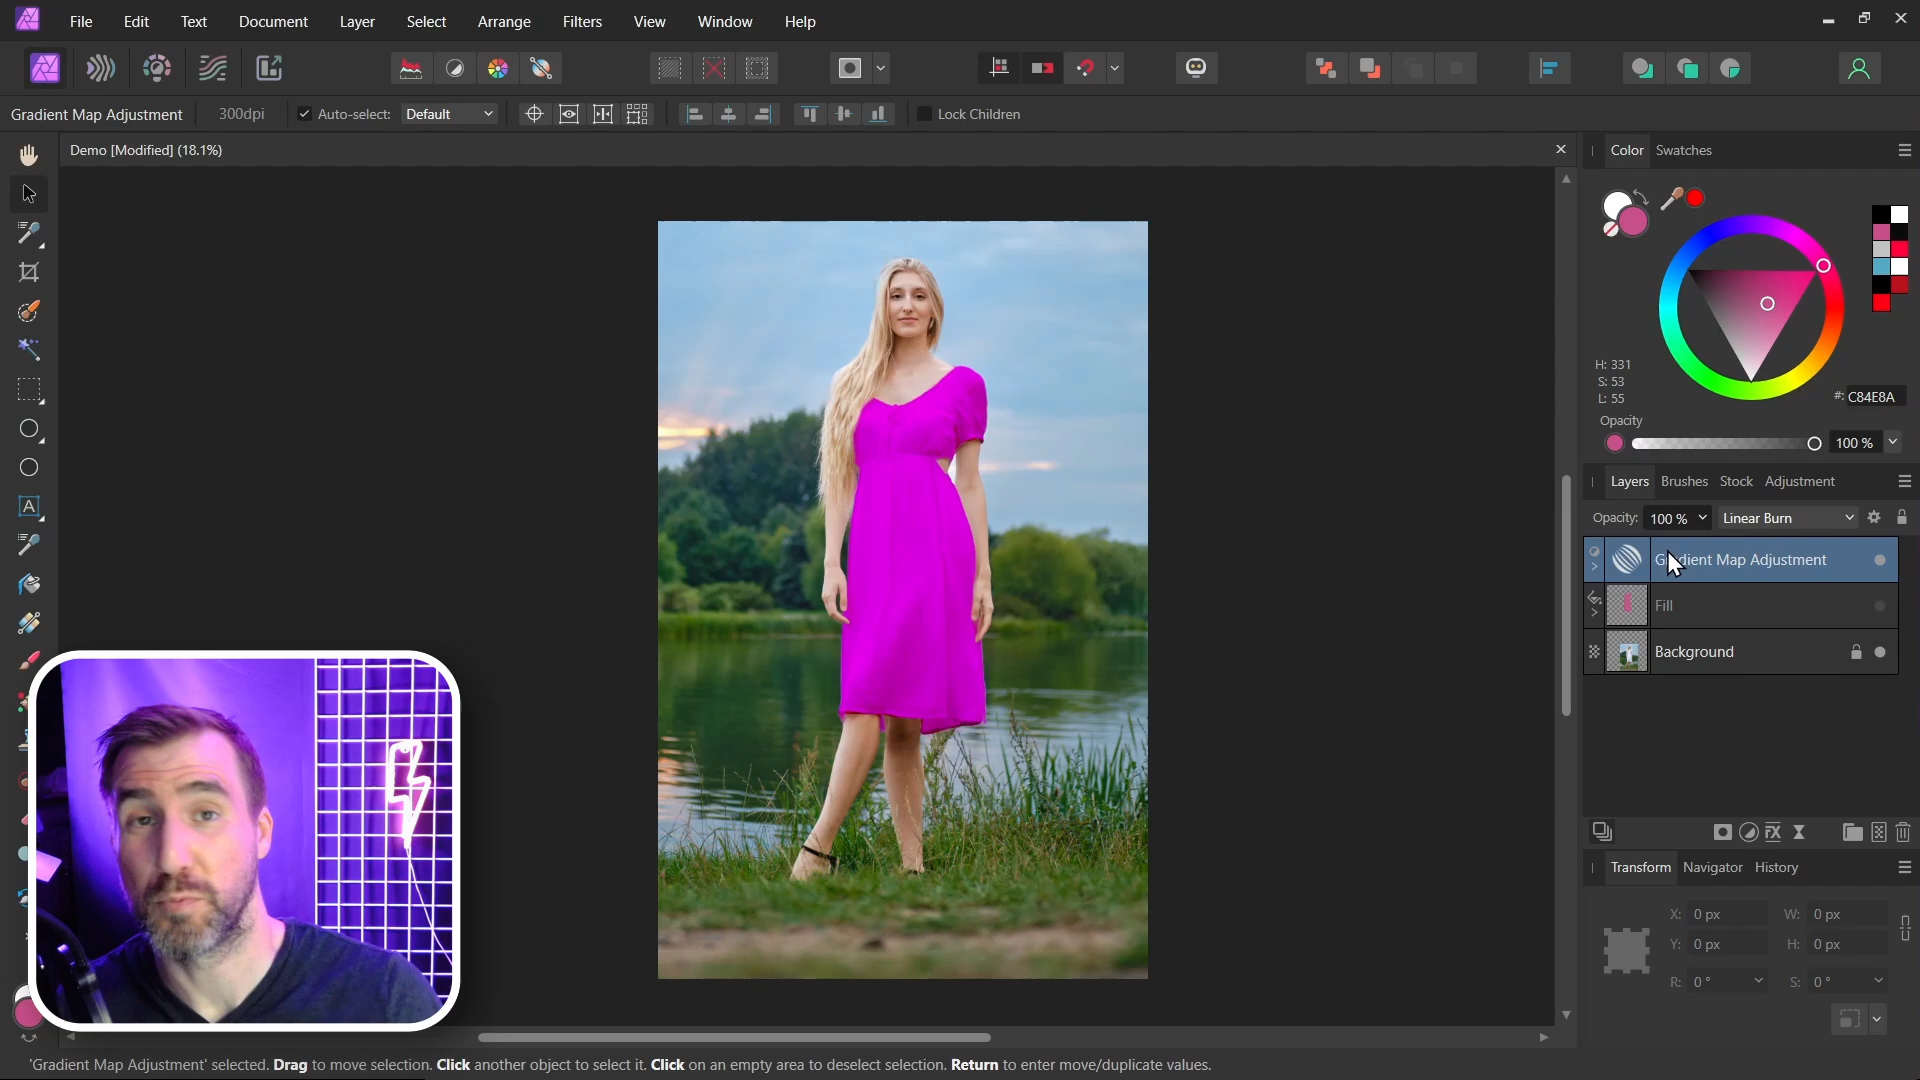 File Edit Text Document Layer Select Arrange Filters View Window Help
Gradient Map Adjustment 300dpi Auto-select: Default Lock Children
Demo [Modified] (18.1%)
Color Swatches
H: 331
S: 53
L: 55
#: C84E8A
Opacity
100 %
Layers Brushes Stock Adjustment
Opacity: 100 % Linear Burn
Gradient Map Adjustment
Fill
Background
Transform Navigator History
X: 0 px W: 0 px
Y: 0 px H: 0 px
R: 0 ° S: 0 °
'Gradient Map Adjustment' selected. Drag to move selection. Click another object to select it. Click on an empty area to deselect selection. Return to enter move/duplicate values.